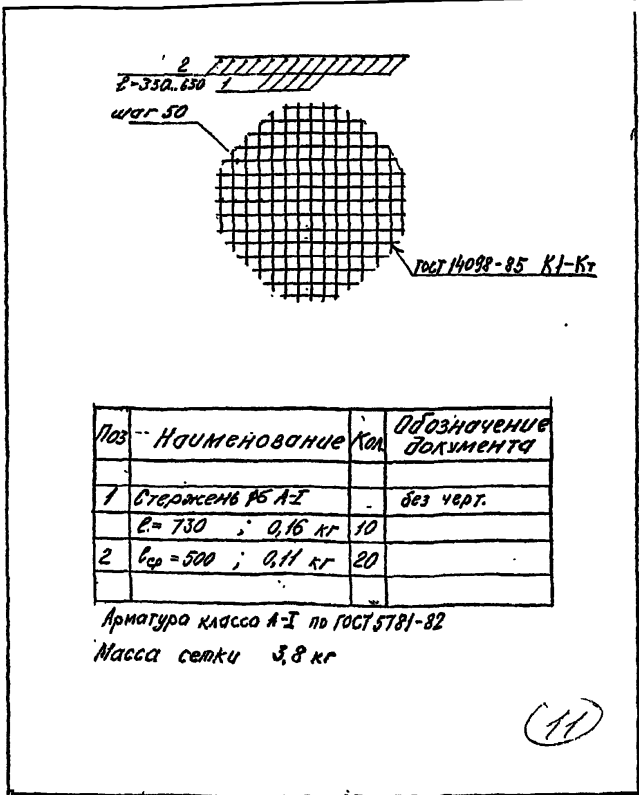 2
ℓ-350..650 1
шаг 50
ГОСТ 14098-85 К1-Кт
Поз Наименование Кол Обозначение документа
1 Стержень ϕ6 А-I без черт.
ℓ= 730 ; 0,16 кг 10
2 ℓср = 500 ; 0,11 кг 20
Арматура класса А-I по ГОСТ 5781-82
Масса сетки 3,8 кг
11